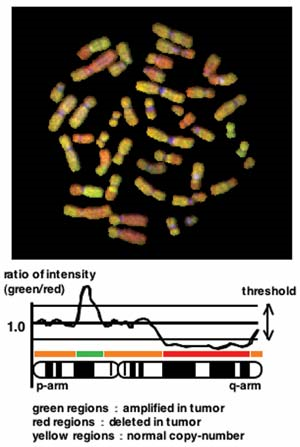 ratio of intensity
(green/red)
threshold
1.0
p-arm
q-arm
green regions : amplified in tumor
red regions : deleted in tumor
yellow regions : normal copy-number